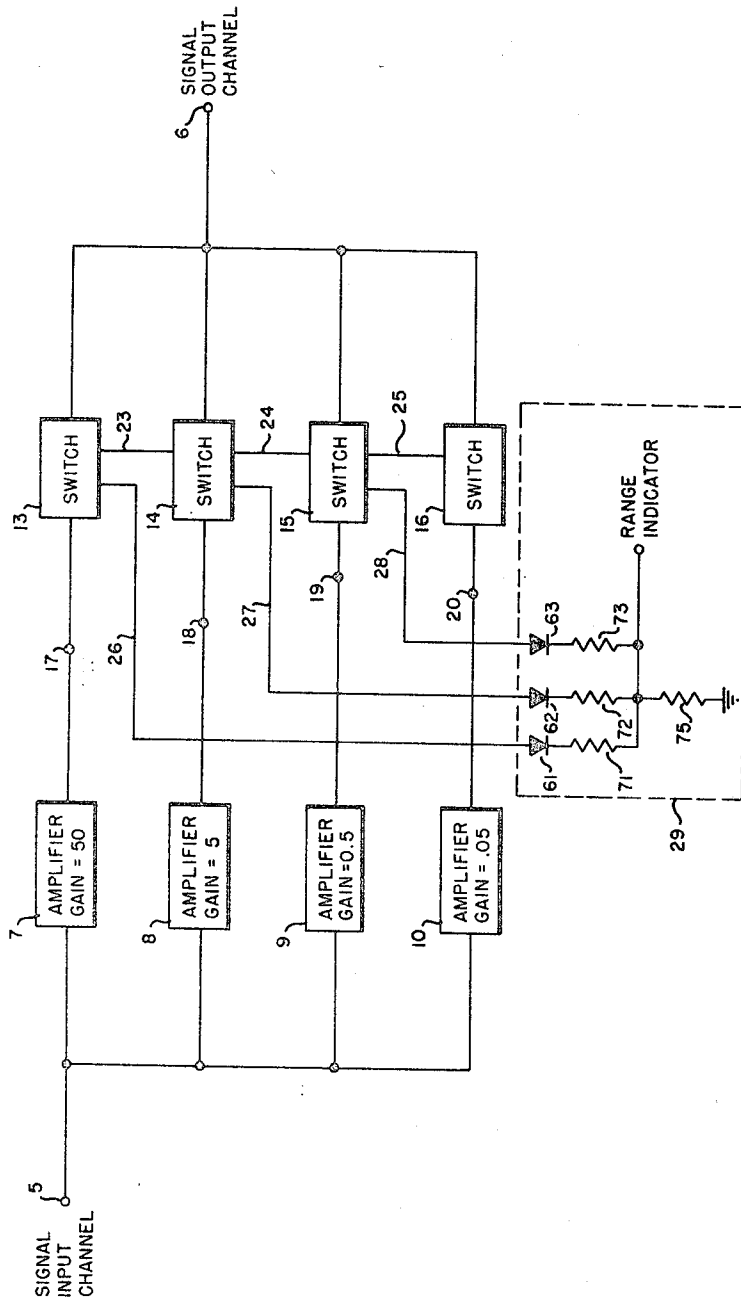 SIGNAL
INPUT
CHANNEL
5
7
AMPLIFIER
GAIN = 50
17
13
SWITCH
23
26
8
AMPLIFIER
GAIN = 5
18
14
SWITCH
24
27
9
AMPLIFIER
GAIN =0.5
19
15
SWITCH
25
28
10
AMPLIFIER
GAIN = .05
20
16
SWITCH
6
SIGNAL
OUTPUT
CHANNEL
29
61
62
63
71
72
73
75
RANGE
INDICATOR